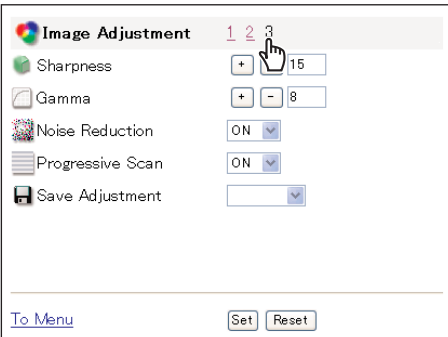 Image Adjustment 1 2 3
Sharpness + 15
Gamma + - 8
Noise Reduction ON
Progressive Scan ON
Save Adjustment
To Menu Set Reset